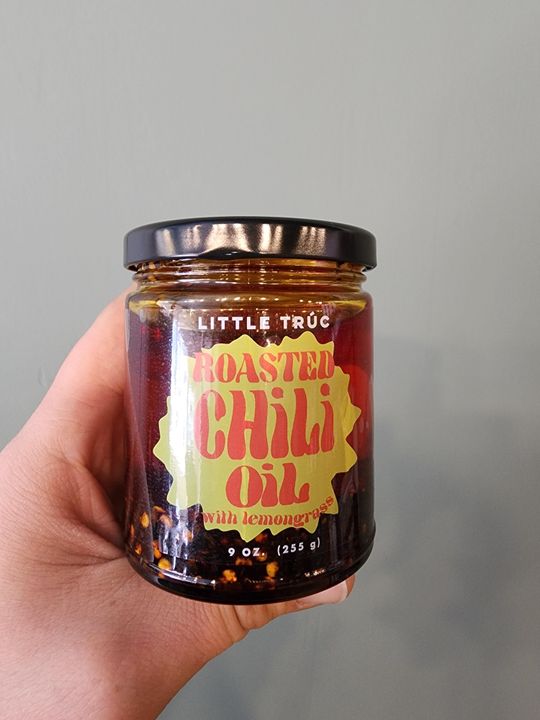 LITTLE TRÚC
ROASTED
CHiLi
OiL
with lemongrass
9 OZ. (255 g)